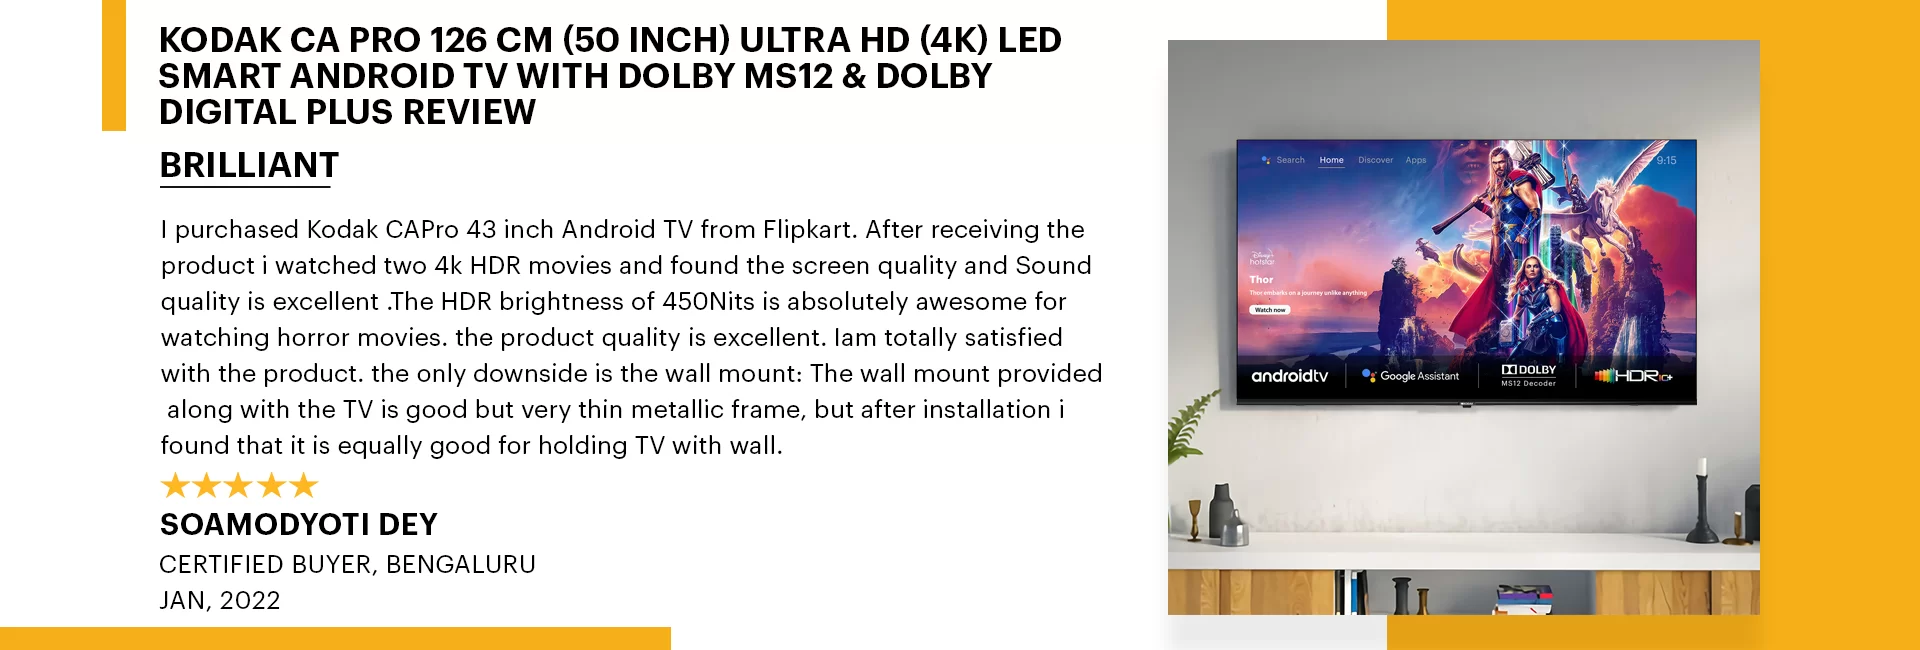 KODAK CA PRO 126 CM (50 INCH) ULTRA HD (4K) LED
SMART ANDROID TV WITH DOLBY MS12 & DOLBY
DIGITAL PLUS REVIEW
BRILLIANT
I purchased Kodak CAPro 43 inch Android TV from Flipkart. After receiving the
product i watched two 4k HDR movies and found the screen quality and Sound
quality is excellent .The HDR brightness of 450Nits is absolutely awesome for
watching horror movies. the product quality is excellent. Iam totally satisfied
with the product. the only downside is the wall mount: The wall mount provided
along with the TV is good but very thin metallic frame, but after installation i
found that it is equally good for holding TV with wall.
SOAMODYOTI DEY
CERTIFIED BUYER, BENGALURU
JAN, 2022
Search Home Discover Apps 9:15
Disney+
hotstar
Thor
Thor embarks on a journey unlike anything
Watch now
androidtv Google Assistant DOLBY HDR10+
MS12 Decoder